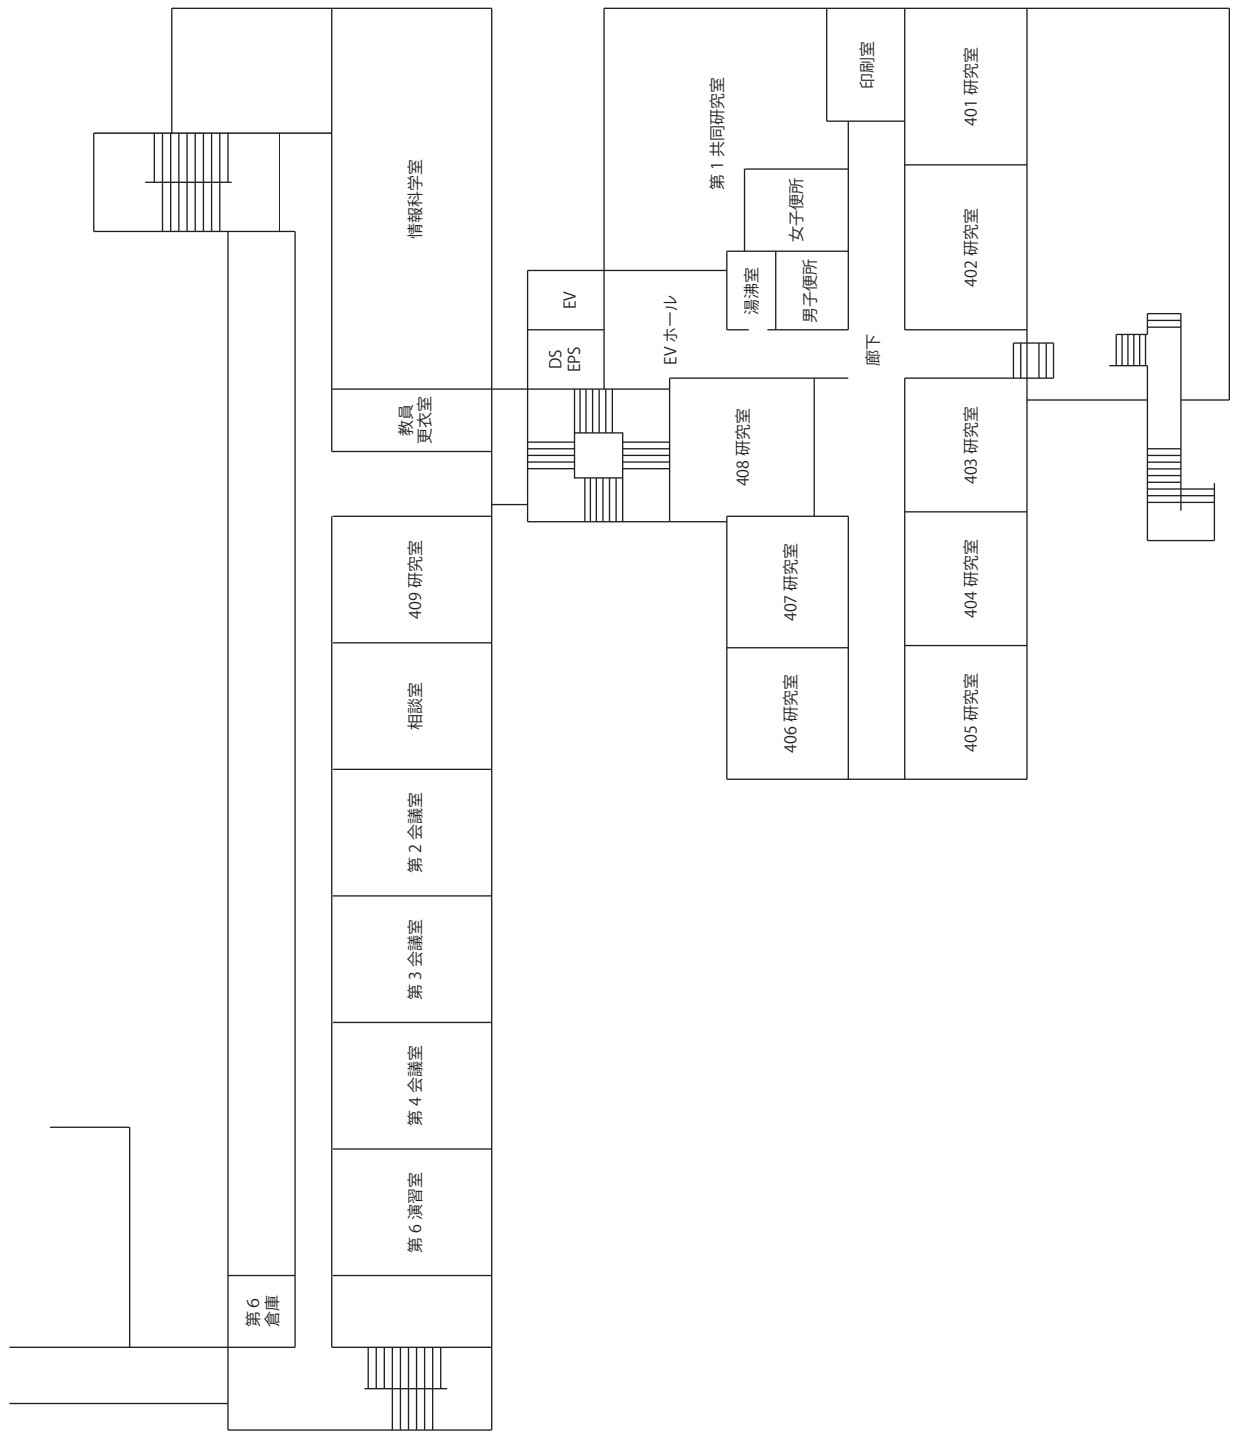 印刷室
401 研究室
第 1 共同研究室
情報科学室
女子便所
402 研究室
EV
湯沸室
男子便所
EV ホール
DS
EPS
廊下
教員
更衣室
408 研究室
403 研究室
409 研究室
407 研究室
404 研究室
相談室
406 研究室
405 研究室
第 2 会議室
第 3 会議室
第 4 会議室
第 6 演習室
第 6
倉庫